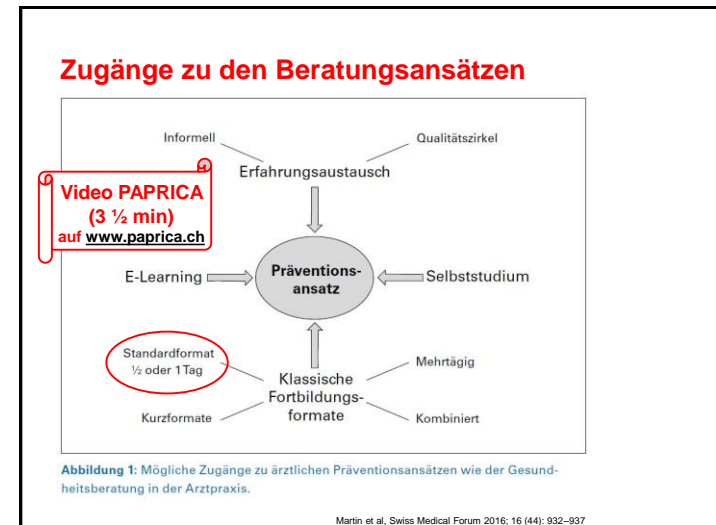 Zugänge zu den Beratungsansätzen
Informell
Qualitätszirkel
Erfahrungsaustausch
Video PAPRICA
(3 ½ min)
auf www.paprica.ch
E-Learning
Präventions-
ansatz
Selbststudium
Standardformat
½ oder 1 Tag
Mehrtägig
Klassische
Fortbildungs-
formate
Kurzformate
Kombiniert
Abbildung 1: Mögliche Zugänge zu ärztlichen Präventionsansätzen wie der Gesund-
heitsberatung in der Arztpraxis.
Martin et al, Swiss Medical Forum 2016; 16 (44): 932–937